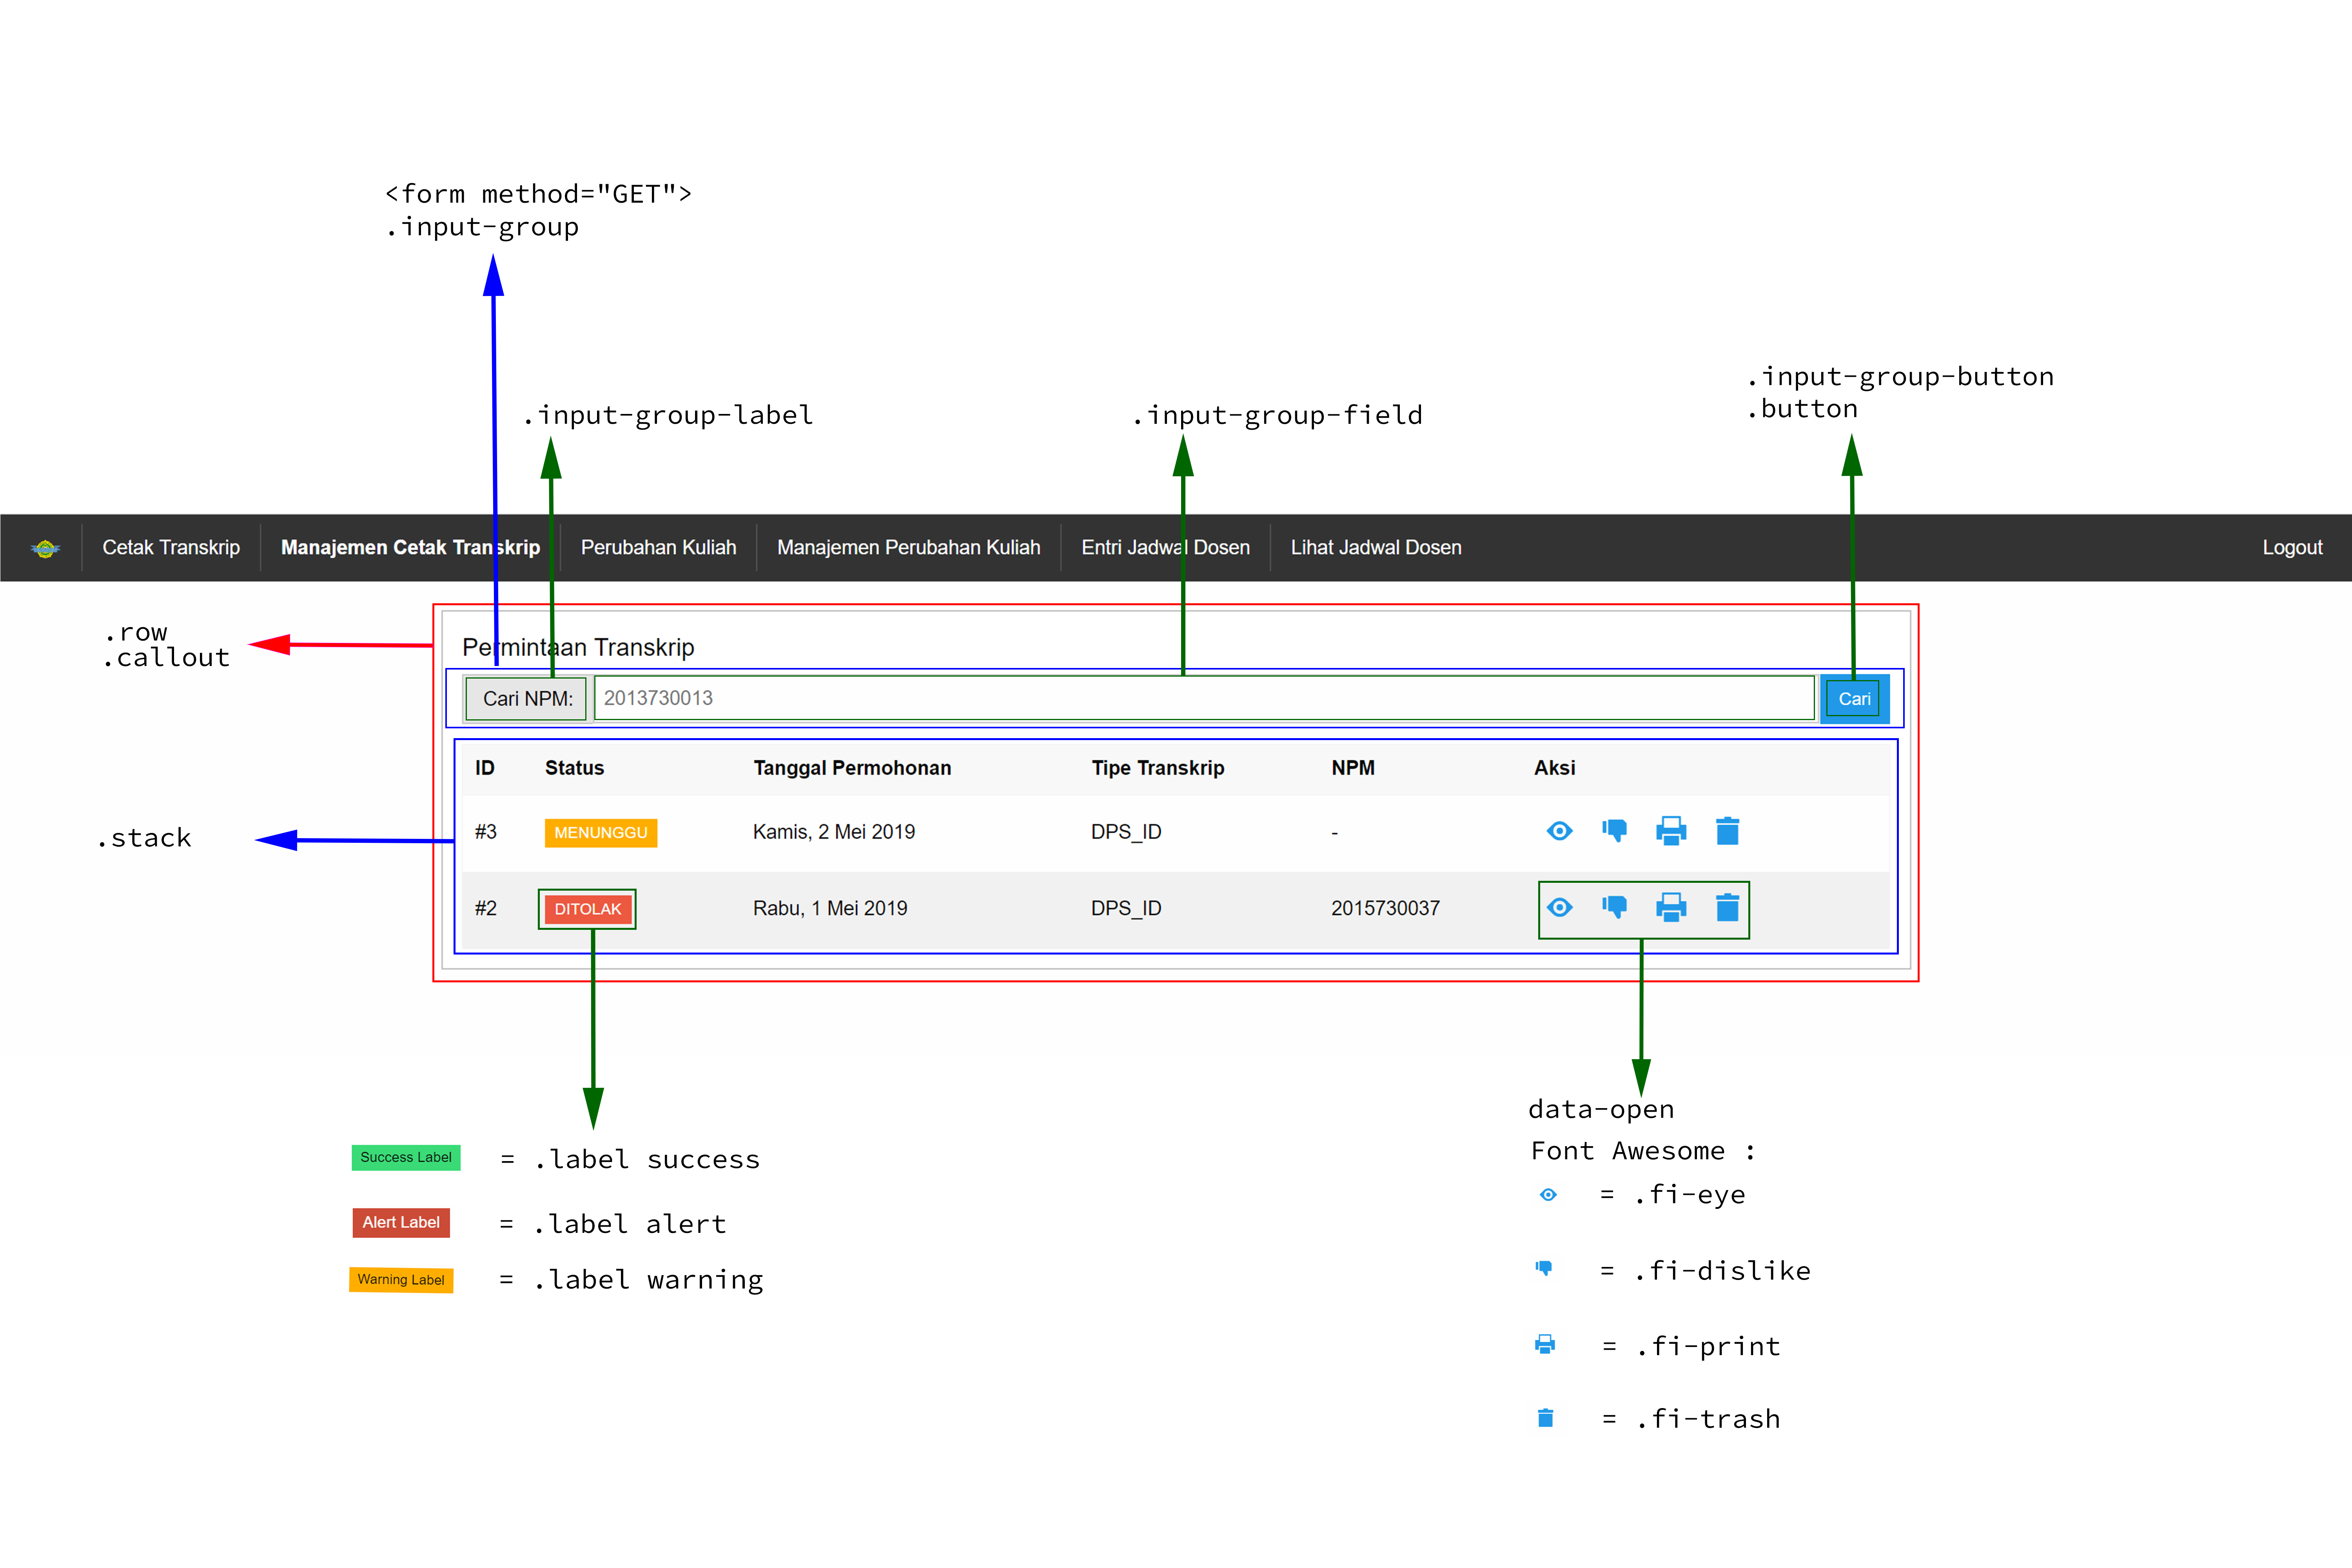 <form method="GET">
.input-group
.input-group-button
.button
.input-group-label
.input-group-field
Cetak Transkrip
Manajemen Cetak Transkrip
Perubahan Kuliah
Manajemen Perubahan Kuliah
Entri Jadwal Dosen
Lihat Jadwal Dosen
Logout
.row
.callout
Permintaan Transkrip
Cari NPM: 2013730013 Cari
ID Status Tanggal Permohonan Tipe Transkrip NPM Aksi
.stack
#3 MENUNGGU Kamis, 2 Mei 2019 DPS_ID -
#2 DITOLAK Rabu, 1 Mei 2019 DPS_ID 2015730037
Success Label = .label success
Alert Label = .label alert
Warning Label = .label warning
data-open
Font Awesome :
= .fi-eye
= .fi-dislike
= .fi-print
= .fi-trash